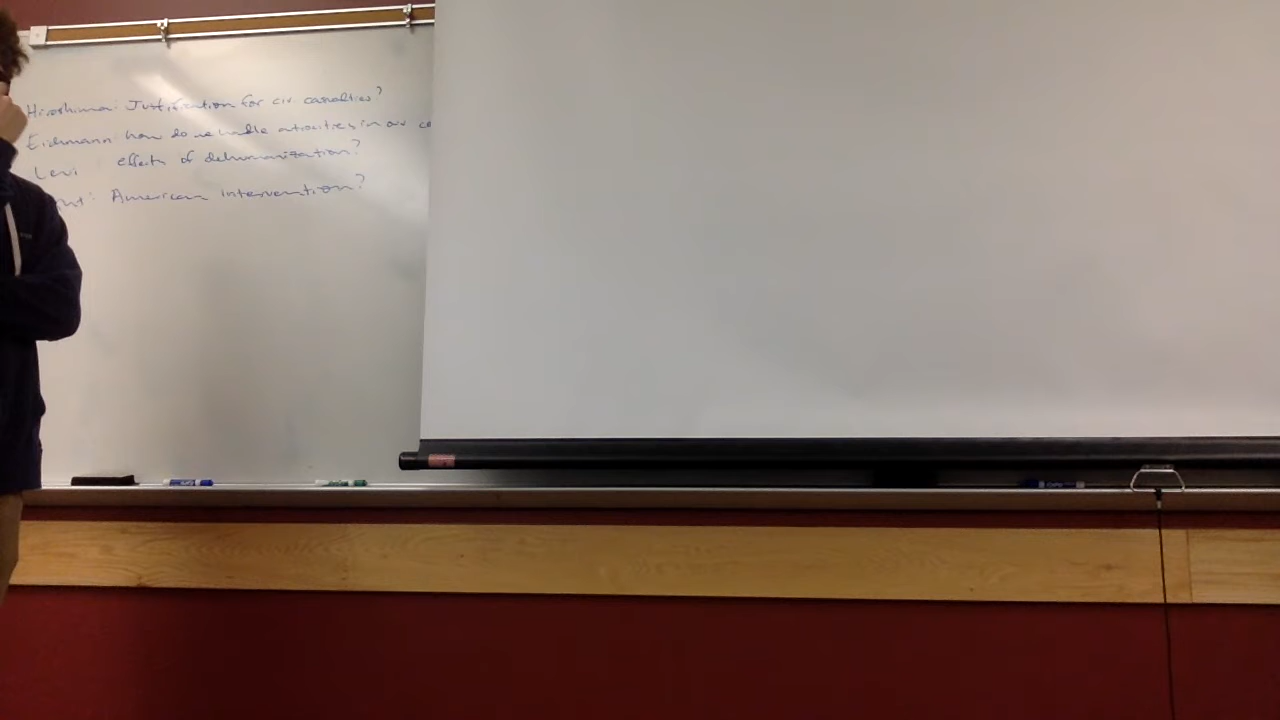 Hiroshima: Justification for civ casualties?
Eichmann: how do we handle atrocities in our
Levi effects of dehumanization?
American intervention?